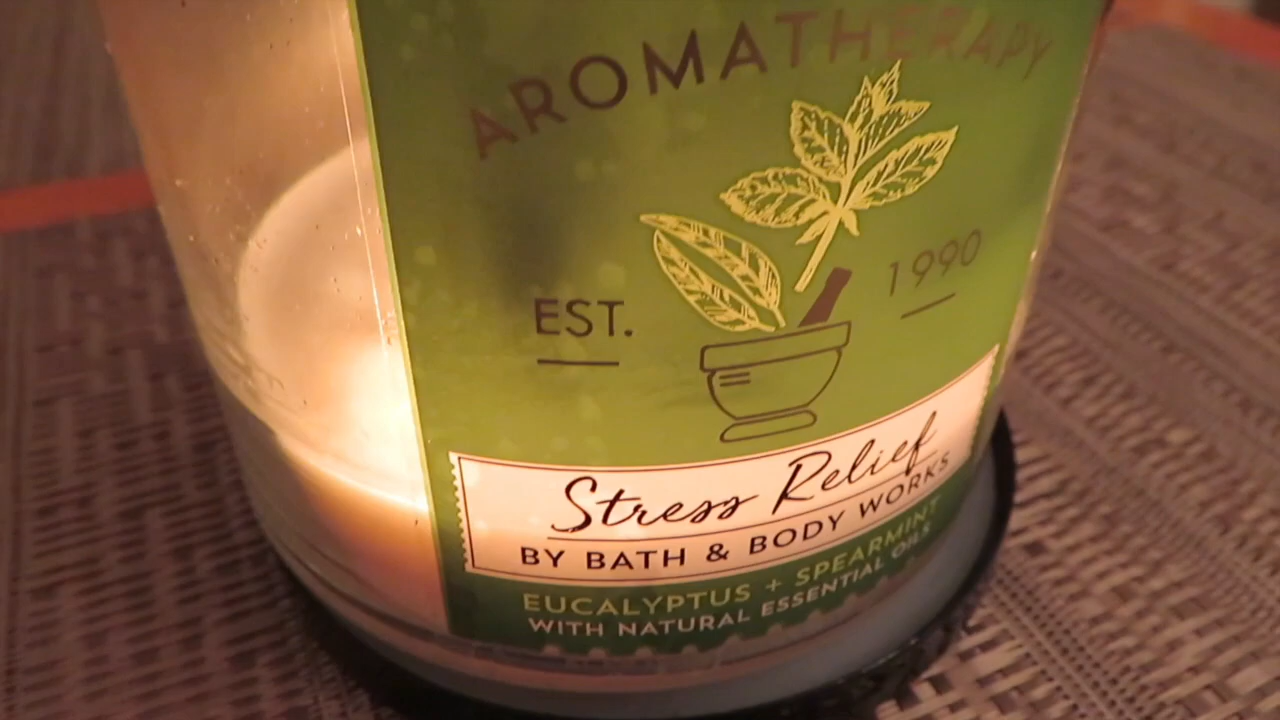 AROMATHERAPY
EST. 1990
Stress Relief
BY BATH & BODY WORKS
EUCALYPTUS + SPEARMINT
WITH NATURAL ESSENTIAL OILS